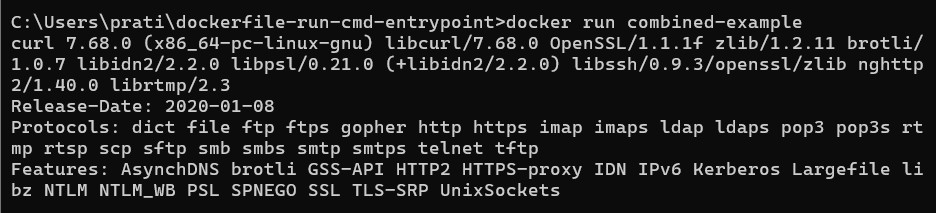 C:\Users\prati\dockerfile-run-cmd-entrypoint>docker run combined-example
curl 7.68.0 (x86_64-pc-linux-gnu) libcurl/7.68.0 OpenSSL/1.1.1f zlib/1.2.11 brotli/
1.0.7 libidn2/2.2.0 libpsl/0.21.0 (+libidn2/2.2.0) libssh/0.9.3/openssl/zlib nghttp
2/1.40.0 librtmp/2.3
Release-Date: 2020-01-08
Protocols: dict file ftp ftps gopher http https imap imaps ldap ldaps pop3 pop3s rt
mp rtsp scp sftp smb smbs smtp smtps telnet tftp
Features: AsynchDNS brotli GSS-API HTTP2 HTTPS-proxy IDN IPv6 Kerberos Largefile li
bz NTLM NTLM_WB PSL SPNEGO SSL TLS-SRP UnixSockets